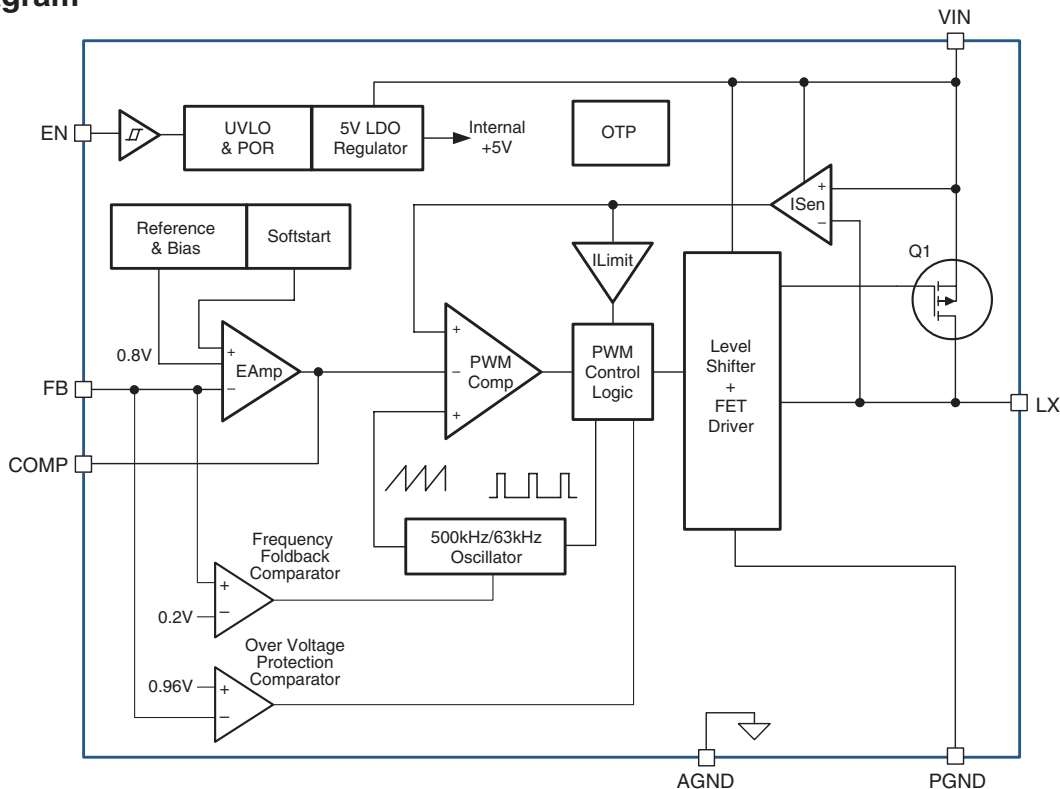 gram
VIN
EN
UVLO
& POR
5V LDO
Regulator
Internal
+5V
OTP
+
ISen
–
Reference
& Bias
Softstart
ILimit
Q1
0.8V
+
EAmp
–
FB
COMP
+
PWM
–
Comp
+
PWM
Control
Logic
Level
Shifter
+
FET
Driver
LX
500kHz/63kHz
Oscillator
Frequency
Foldback
Comparator
+
0.2V
–
Over Voltage
Protection
Comparator
0.96V
+
–
AGND
PGND